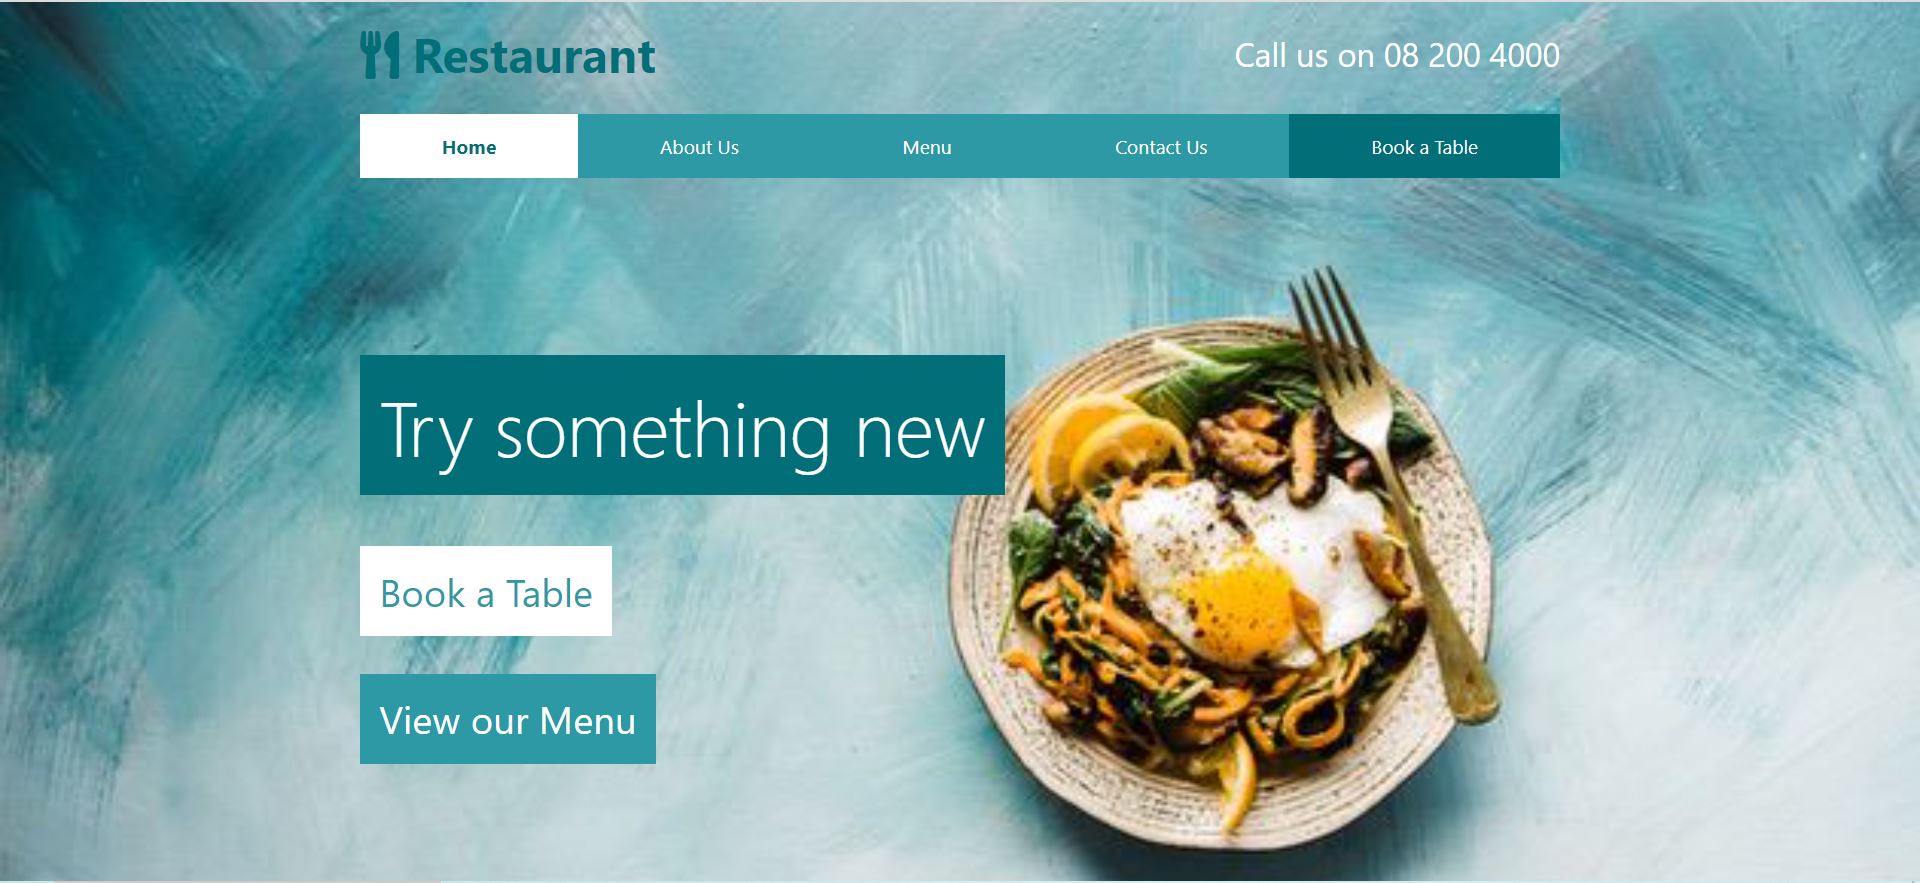 Restaurant
Call us on 08 200 4000
Home
About Us
Menu
Contact Us
Book a Table
Try something new
Book a Table
View our Menu